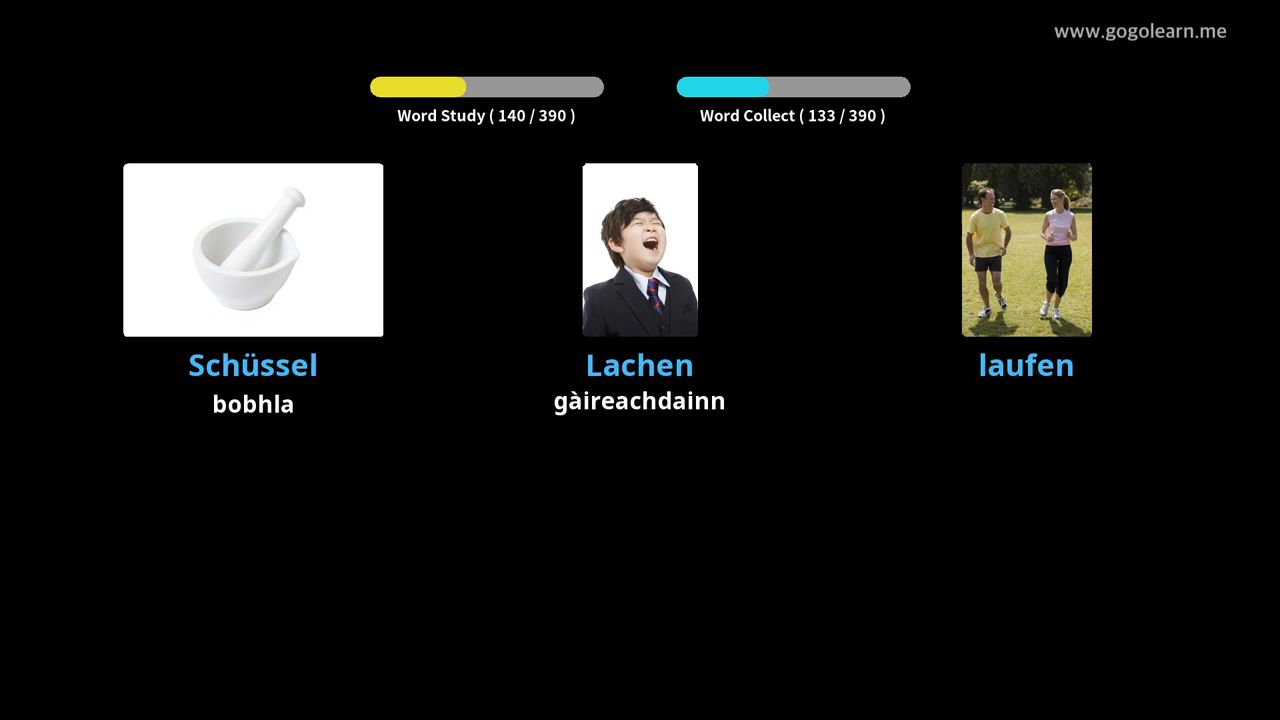 www.gogolearn.me
Word Study ( 140 / 390 )
Word Collect ( 133 / 390 )
Schüssel
Lachen
laufen
bobhla
gàireachdainn